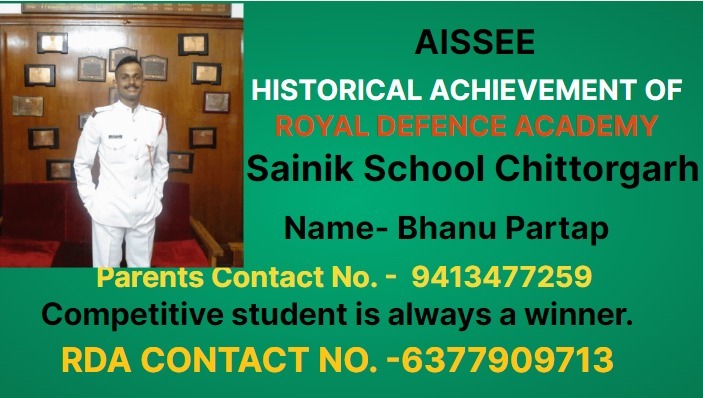 AISSEE
HISTORICAL ACHIEVEMENT OF
ROYAL DEFENCE ACADEMY
Sainik School Chittorgarh
Name- Bhanu Partap
Parents Contact No. - 9413477259
Competitive student is always a winner.
RDA CONTACT NO. -6377909713